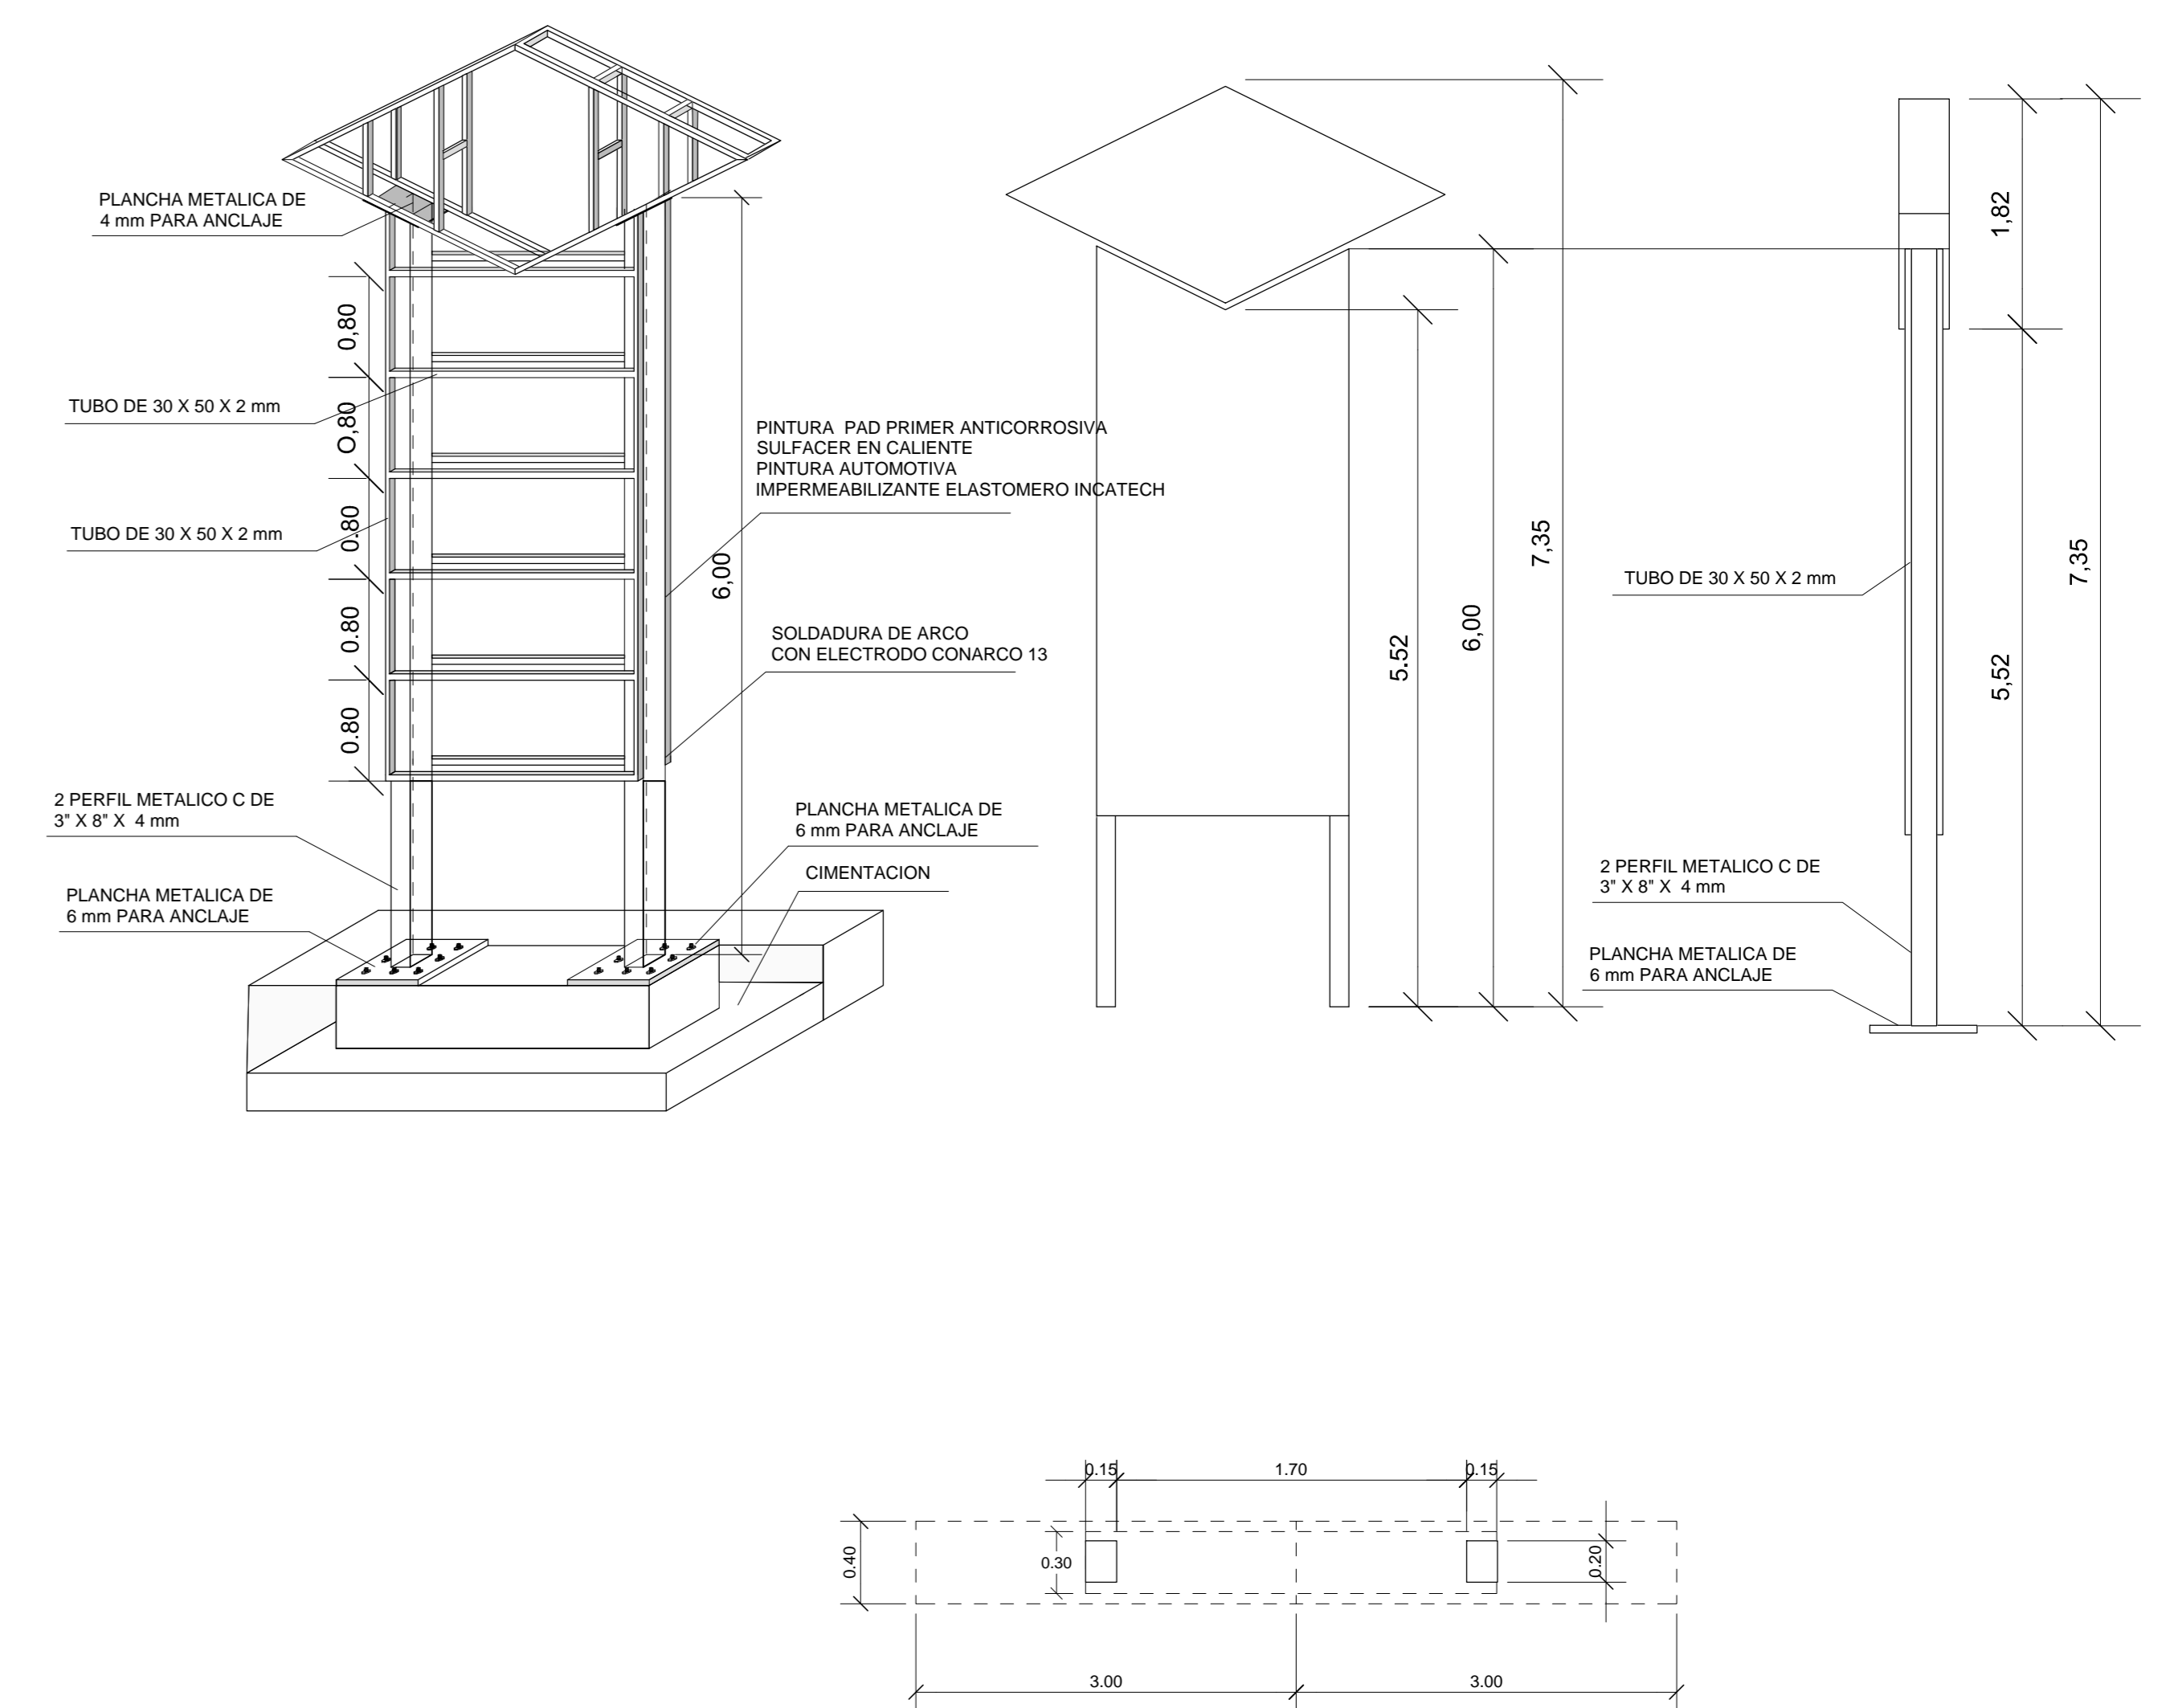 PLANCHA METALICA DE
4 mm PARA ANCLAJE
0,80
TUBO DE 30 X 50 X 2 mm
O,80
TUBO DE 30 X 50 X 2 mm
0.80
0.80
0.80
2 PERFIL METALICO C DE
3" X 8" X 4 mm
PLANCHA METALICA DE
6 mm PARA ANCLAJE
6,00
PINTURA PAD PRIMER ANTICORROSIVA
SULFACER EN CALIENTE
PINTURA AUTOMOTIVA
IMPERMEABILIZANTE ELASTOMERO INCATECH
SOLDADURA DE ARCO
CON ELECTRODO CONARCO 13
PLANCHA METALICA DE
6 mm PARA ANCLAJE
CIMENTACION
5.52
6,00
7,35
TUBO DE 30 X 50 X 2 mm
2 PERFIL METALICO C DE
3" X 8" X 4 mm
PLANCHA METALICA DE
6 mm PARA ANCLAJE
1,82
5,52
7,35
0.15
1.70
0.15
0.40
0.30
0.20
3.00
3.00